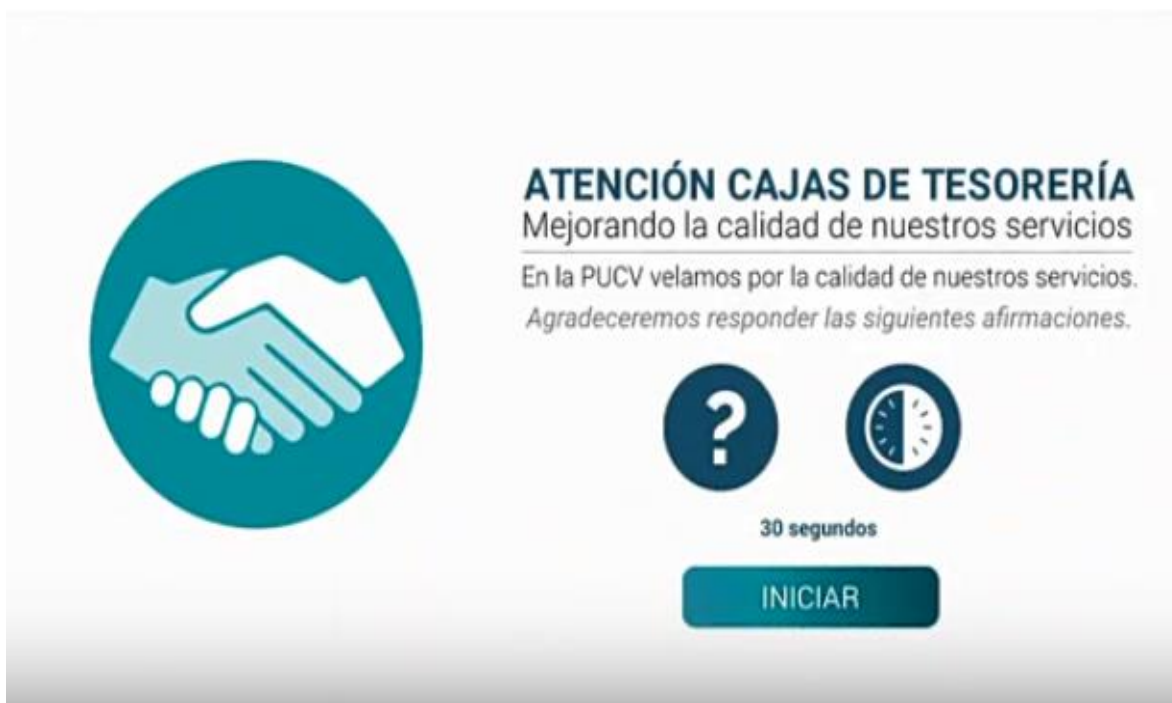 ATENCIÓN CAJAS DE TESORERÍA
Mejorando la calidad de nuestros servicios
En la PUCV velamos por la calidad de nuestros servicios.
Agradeceremos responder las siguientes afirmaciones.
?
30 segundos
INICIAR